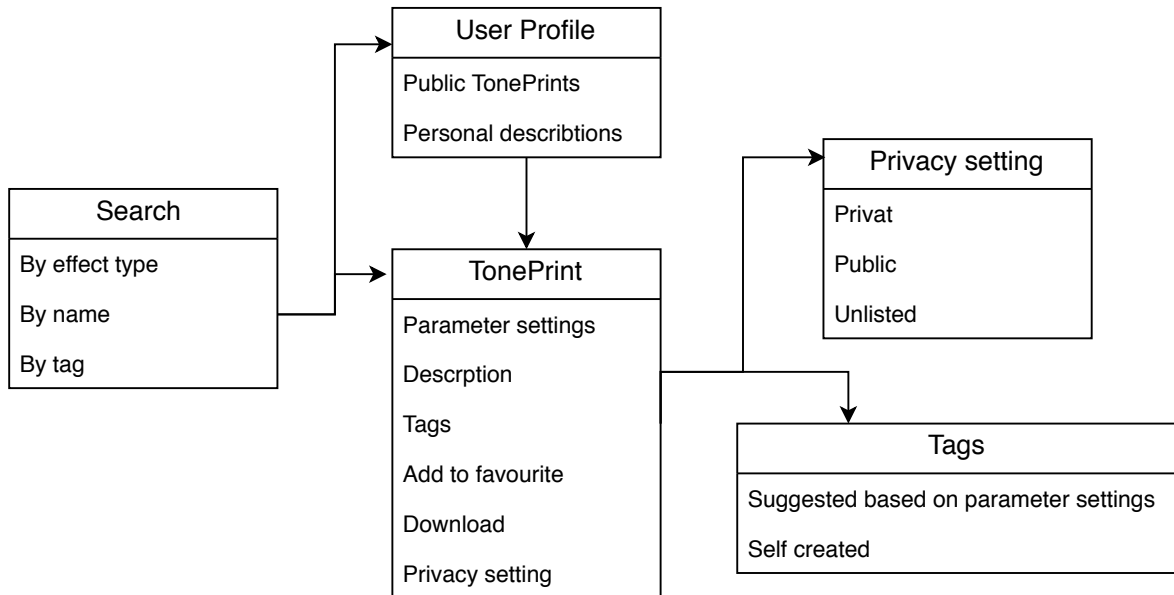 User Profile
Public TonePrints
Personal describtions
Search
By effect type
By name
By tag
TonePrint
Parameter settings
Descrption
Tags
Add to favourite
Download
Privacy setting
Privacy setting
Privat
Public
Unlisted
Tags
Suggested based on parameter settings
Self created